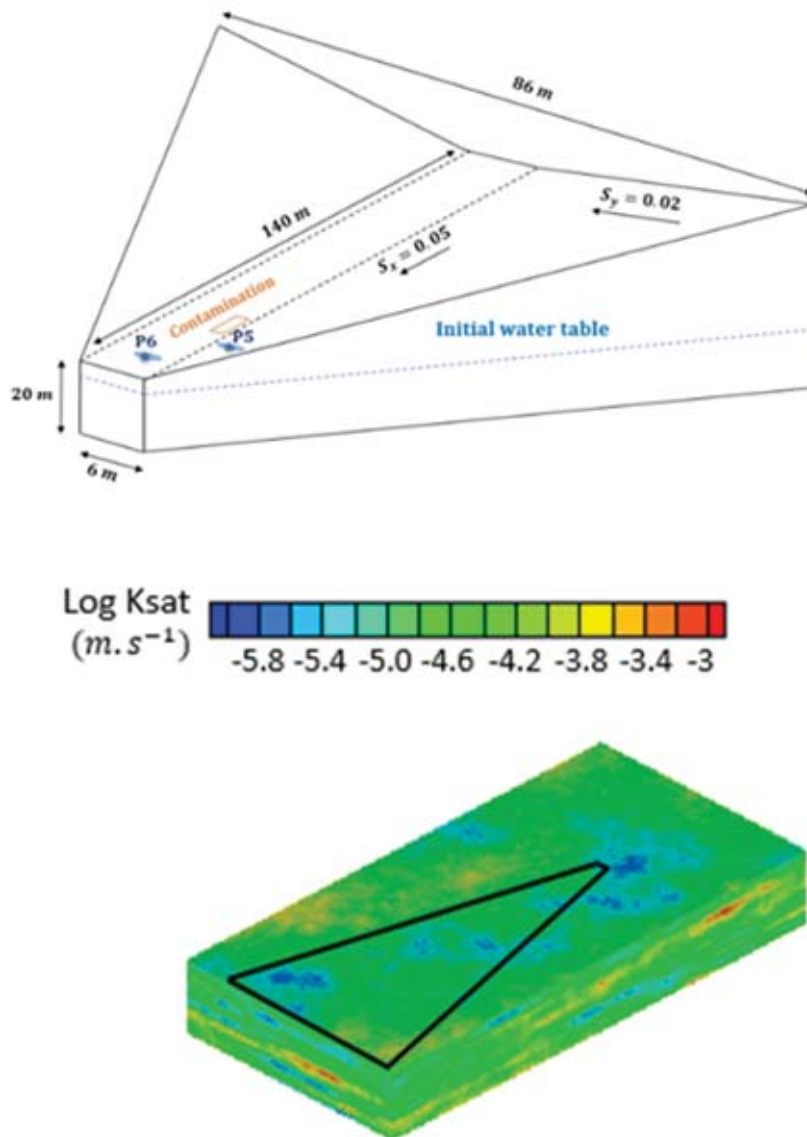 86 m
140 m
S_y = 0.02
S_x = 0.05
Contamination
P6
P5
Initial water table
20 m
6 m
Log Ksat
(m.s⁻¹)
-5.8 -5.4 -5.0 -4.6 -4.2 -3.8 -3.4 -3